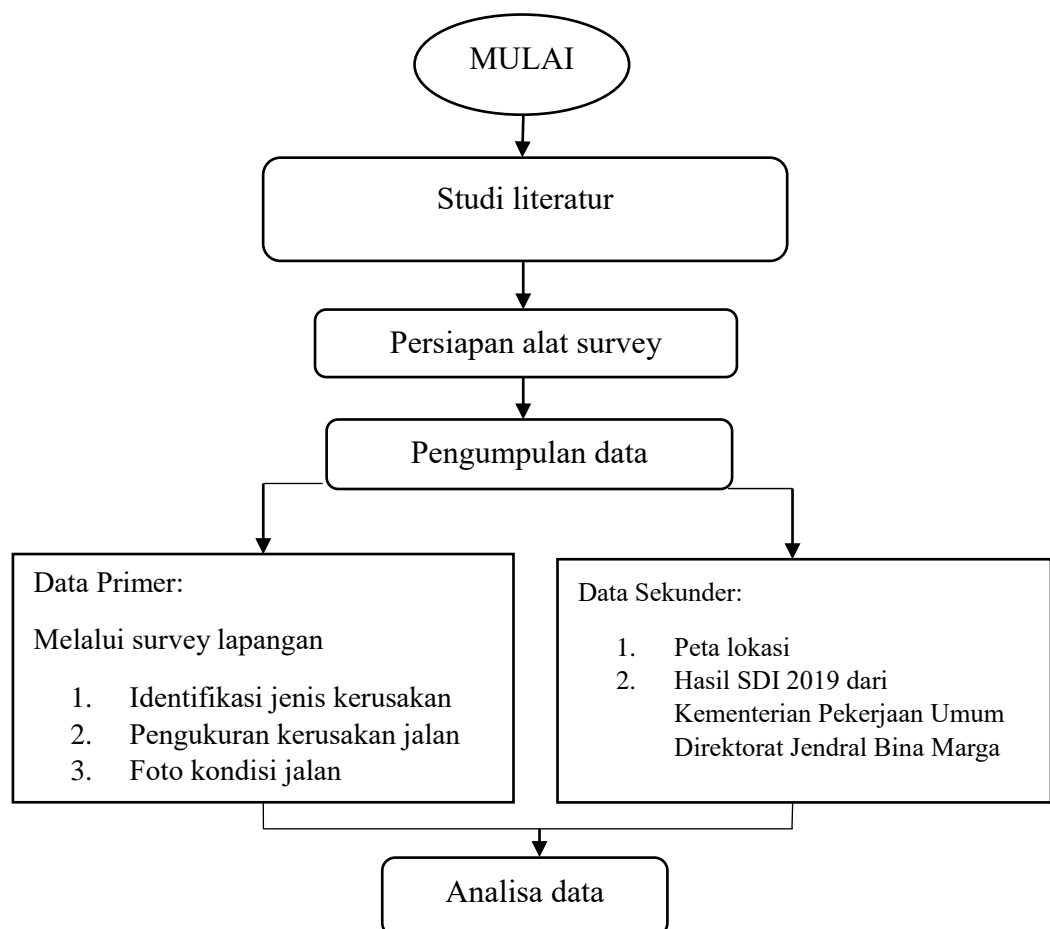 MULAI
Studi literatur
Persiapan alat survey
Pengumpulan data
Data Primer:
Melalui survey lapangan
1. Identifikasi jenis kerusakan
2. Pengukuran kerusakan jalan
3. Foto kondisi jalan
Data Sekunder:
1. Peta lokasi
2. Hasil SDI 2019 dari
Kementerian Pekerjaan Umum
Direktorat Jendral Bina Marga
Analisa data